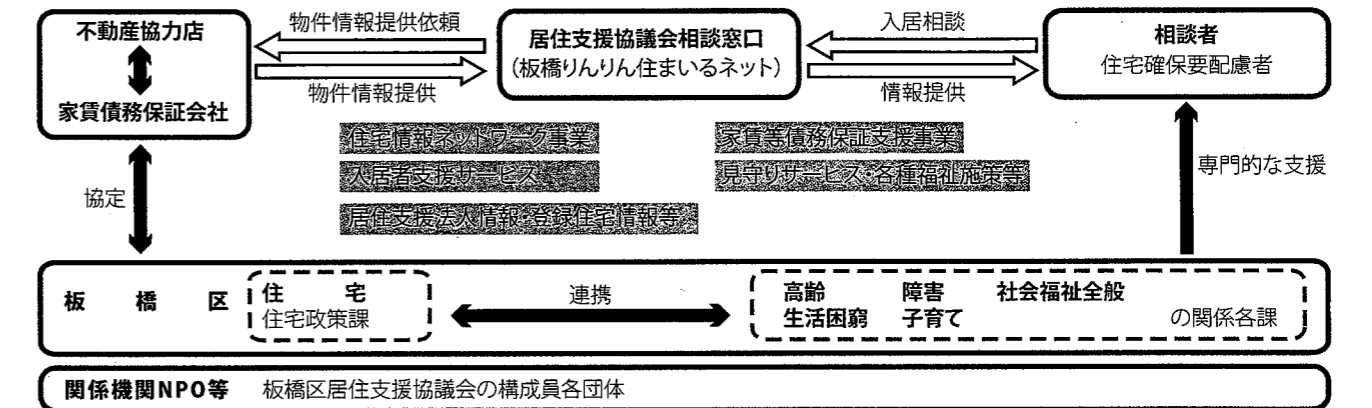 不動産協力店
家賃債務保証会社
物件情報提供依頼
物件情報提供
居住支援協議会相談窓口
(板橋りんりん住まいるネット)
入居相談
情報提供
相談者
住宅確保要配慮者
住宅情報ネットワーク事業
入居者支援サービス
居住支援法人情報・登録住宅情報等
家賃等債務保証支援事業
見守りサービス・各種福祉施策等
協定
専門的な支援
板橋区
住宅
住宅政策課
連携
高齢 障害 社会福祉全般
生活困窮 子育て の関係各課
関係機関NPO等 板橋区居住支援協議会の構成員各団体